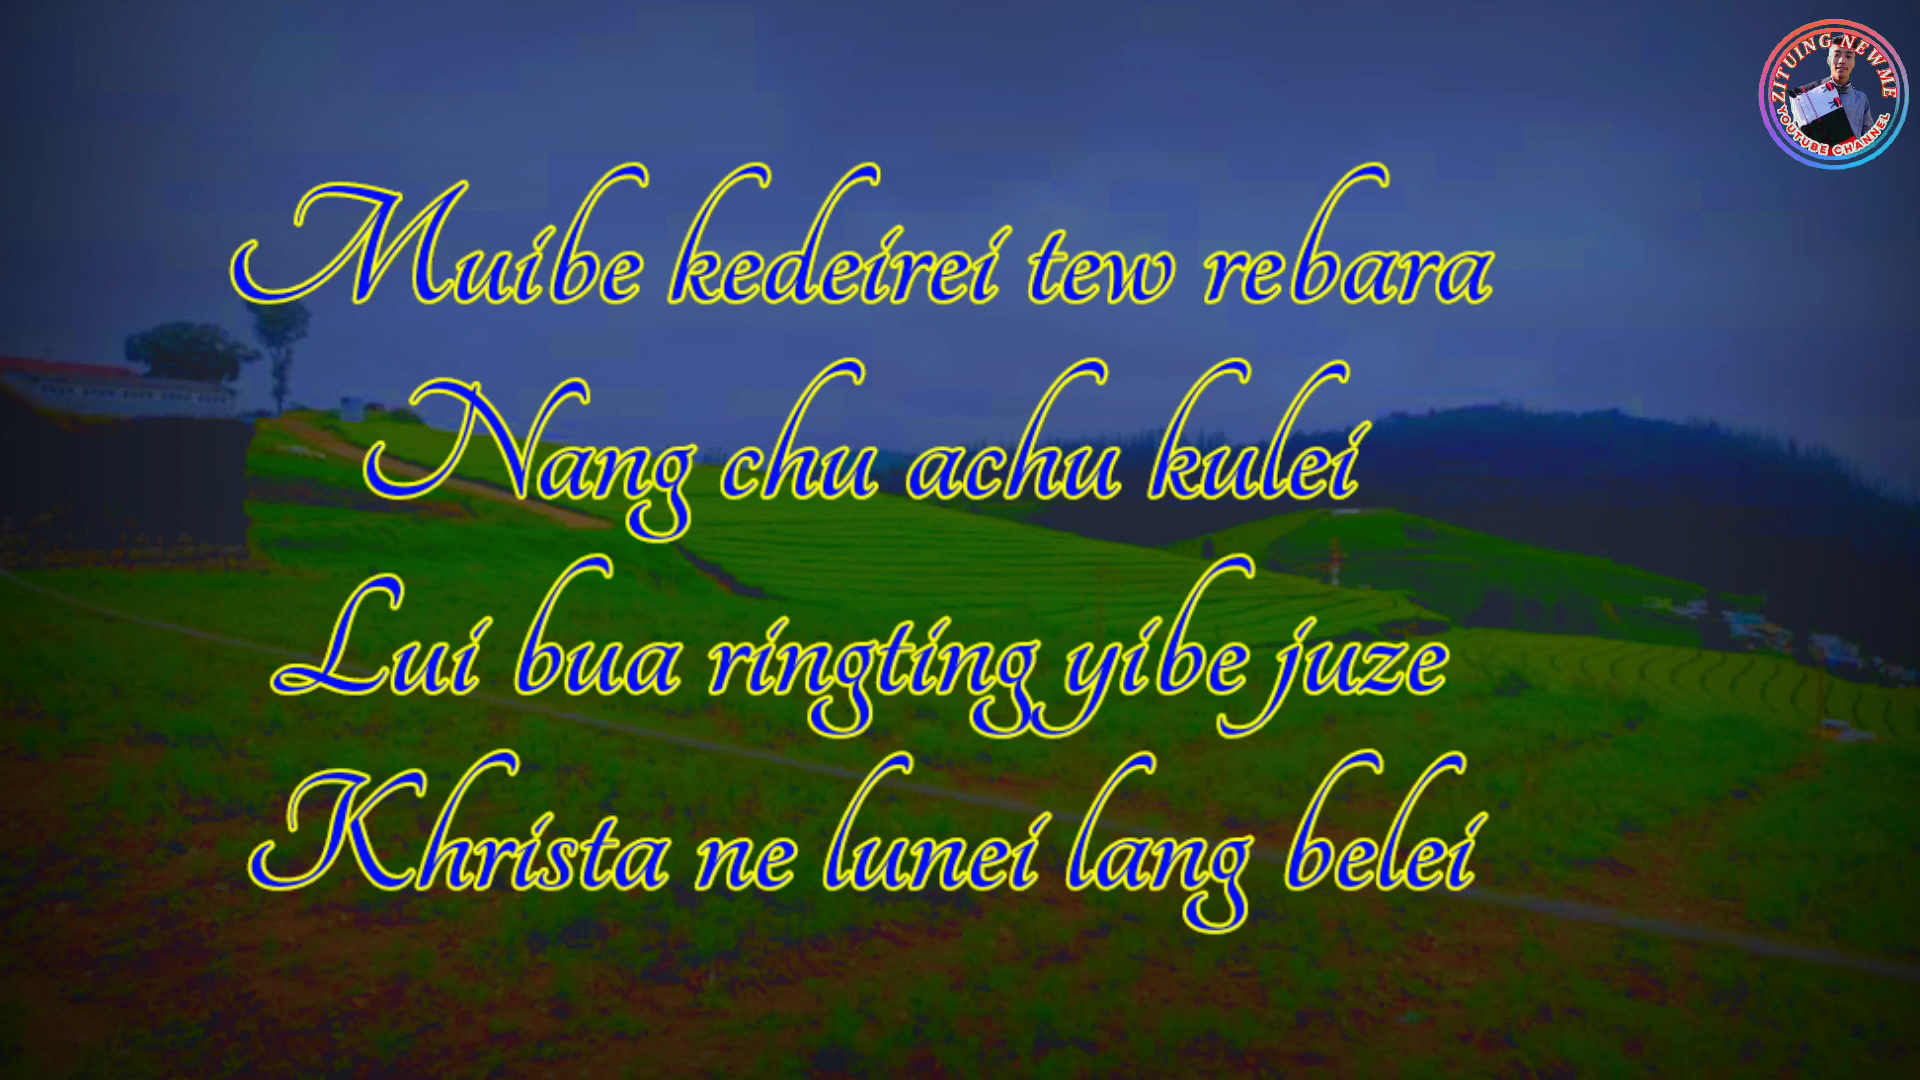 ZITUING NEWME
YOUTUBE CHANNEL
Muibe kedeirei tew rebara
Nang chu achu kulei
Lui bua ringting yibe juze
Khrista ne lunei lang belei